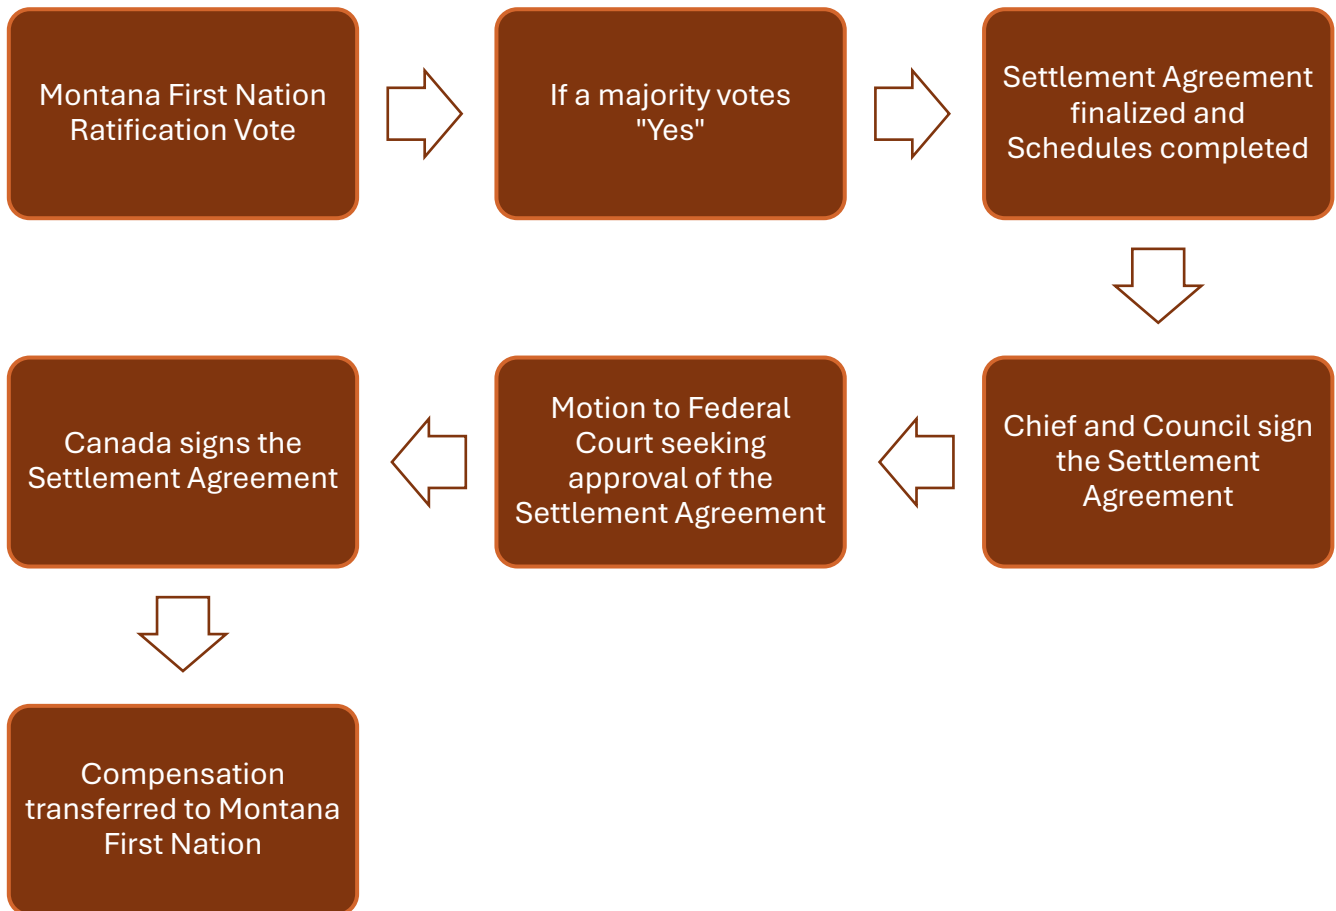 Montana First Nation
Ratification Vote
If a majority votes
"Yes"
Settlement Agreement
finalized and
Schedules completed
Chief and Council sign
the Settlement
Agreement
Motion to Federal
Court seeking
approval of the
Settlement Agreement
Canada signs the
Settlement Agreement
Compensation
transferred to Montana
First Nation